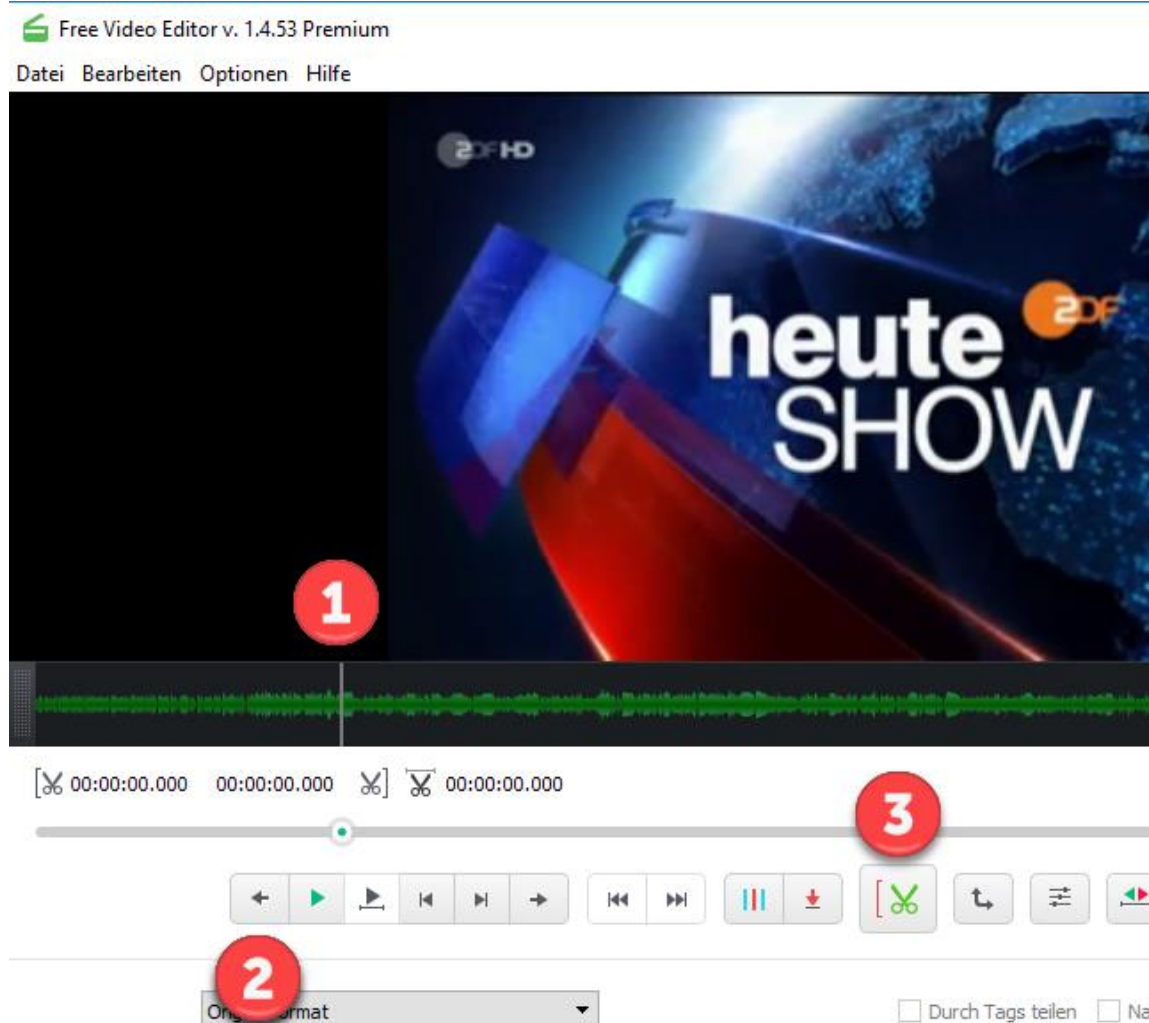 Free Video Editor v. 1.4.53 Premium
Datei Bearbeiten Optionen Hilfe
2DF HD
heute 2DF
SHOW
1
00:00:00.000 00:00:00.000 00:00:00.000
3
2
Durch Tags teilen